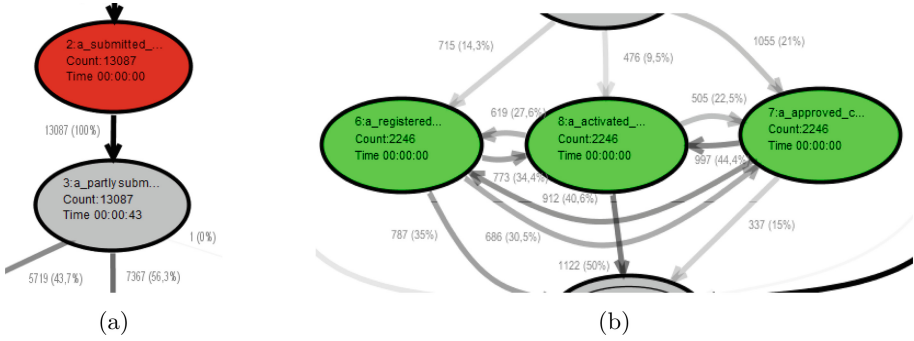 2:a_submitted_...
Count:13087
Time 00:00:00
13087 (100%)
3:a_partly subm...
Count:13087
Time 00:00:43
1 (0%)
5719 (43,7%)
7367 (56,3%)
(a)
715 (14,3%)
476 (9,5%)
1055 (21%)
6:a_registered...
Count:2246
Time 00:00:00
619 (27,6%)
8:a_activated_...
Count:2246
Time 00:00:00
505 (22,5%)
7:a_approved_c...
Count:2246
Time 00:00:00
773 (34,4%)
997 (44,4%)
912 (40,6%)
787 (35%)
686 (30,5%)
337 (15%)
1122 (50%)
(b)